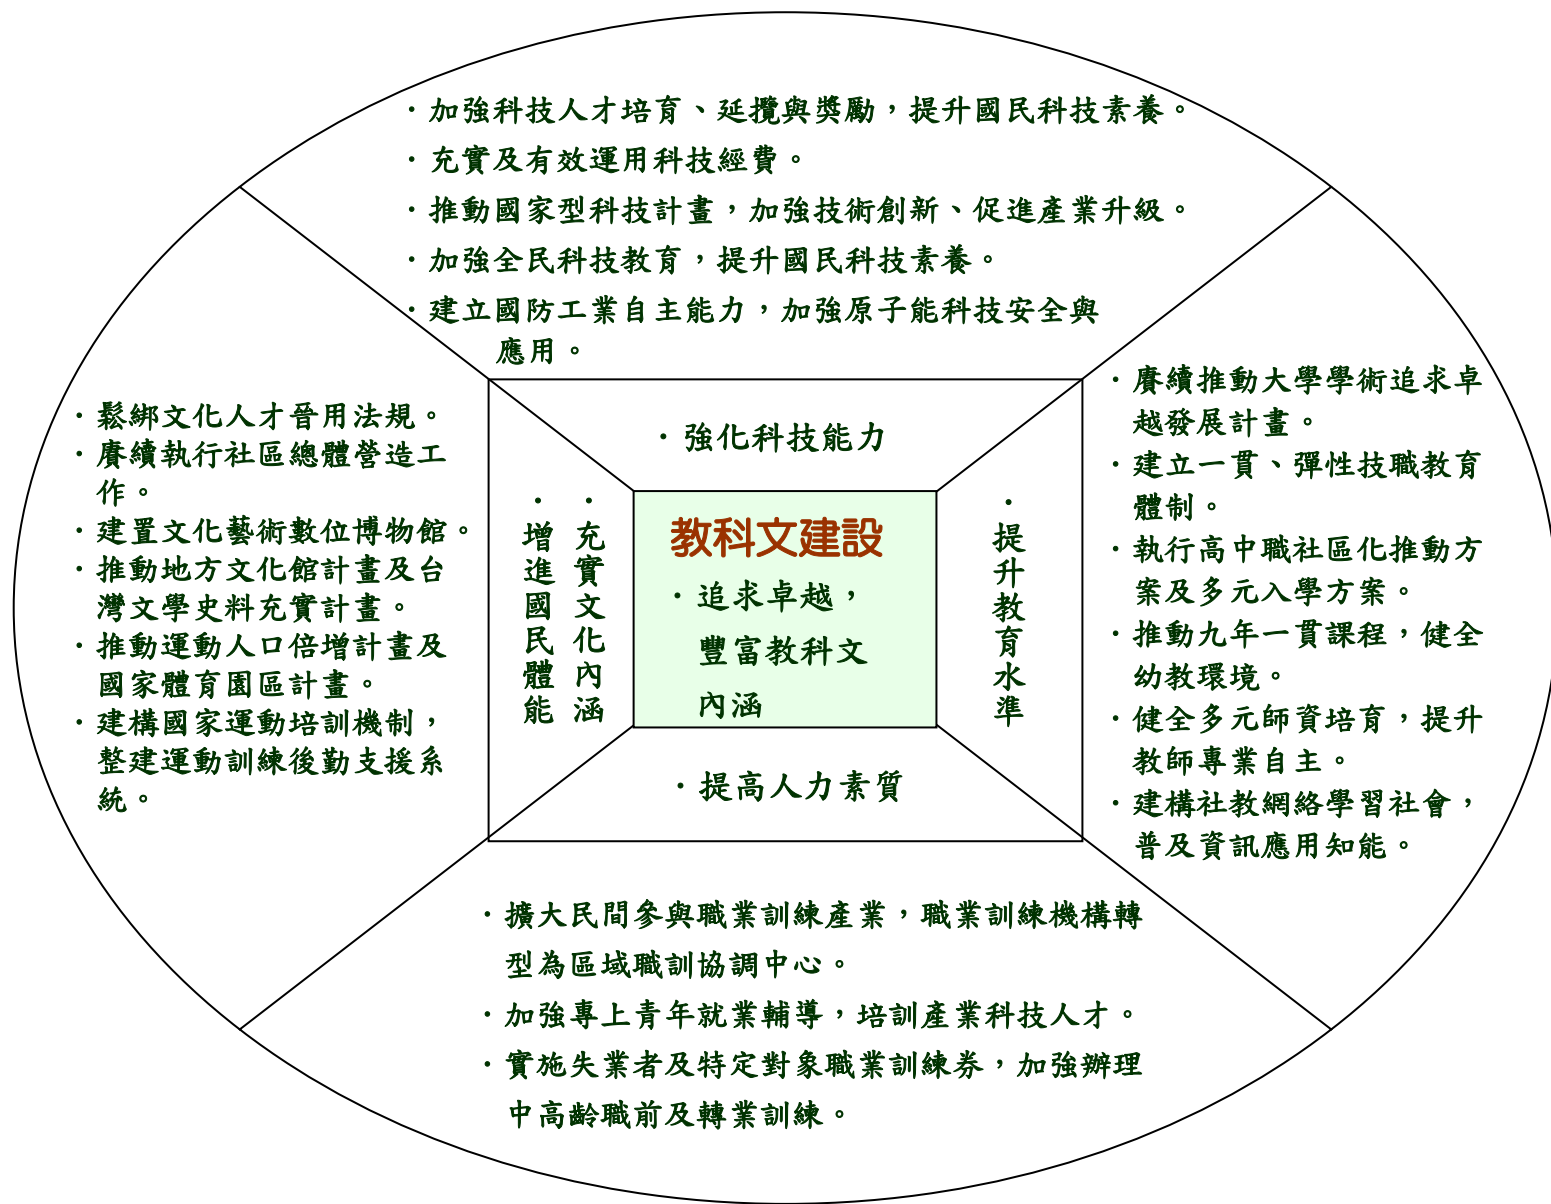 ·加強科技人才培育、延攬與獎勵，提升國民科技素養。
·充實及有效運用科技經費。
·推動國家型科技計畫，加強技術創新、促進產業升級。
·加強全民科技教育，提升國民科技素養。
·建立國防工業自主能力，加強原子能科技安全與
應用。
·鬆綁文化人才晉用法規。
·賡續執行社區總體營造工
作。
·建置文化藝術數位博物館。
·推動地方文化館計畫及台
灣文學史料充實計畫。
·推動運動人口倍增計畫及
國家體育園區計畫。
·建構國家運動培訓機制，
整建運動訓練後勤支援系
統。
·強化科技能力
·充實文化內涵
·增進國民體能
教科文建設
·追求卓越，
豐富教科文
內涵
·提升教育水準
·提高人力素質
·賡續推動大學學術追求卓
越發展計畫。
·建立一貫、彈性技職教育
體制。
·執行高中職社區化推動方
案及多元入學方案。
·推動九年一貫課程，健全
幼教環境。
·健全多元師資培育，提升
教師專業自主。
·建構社教網絡學習社會，
普及資訊應用知能。
·擴大民間參與職業訓練產業，職業訓練機構轉
型為區域職訓協調中心。
·加強專上青年就業輔導，培訓產業科技人才。
·實施失業者及特定對象職業訓練券，加強辦理
中高齡職前及轉業訓練。